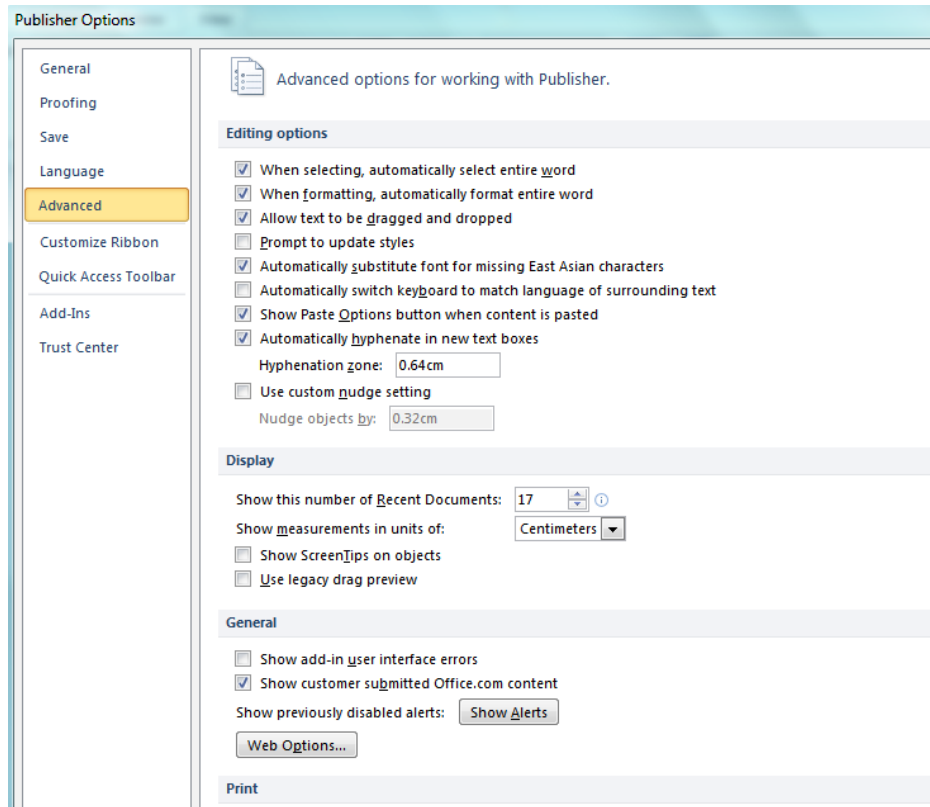 Publisher Options
General
Proofing
Save
Language
Advanced
Customize Ribbon
Quick Access Toolbar
Add-Ins
Trust Center
Advanced options for working with Publisher.
Editing options
When selecting, automatically select entire word
When formatting, automatically format entire word
Allow text to be dragged and dropped
Prompt to update styles
Automatically substitute font for missing East Asian characters
Automatically switch keyboard to match language of surrounding text
Show Paste Options button when content is pasted
Automatically hyphenate in new text boxes
Hyphenation zone: 0.64cm
Use custom nudge setting
Nudge objects by: 0.32cm
Display
Show this number of Recent Documents: 17
Show measurements in units of: Centimeters
Show ScreenTips on objects
Use legacy drag preview
General
Show add-in user interface errors
Show customer submitted Office.com content
Show previously disabled alerts: Show Alerts
Web Options...
Print